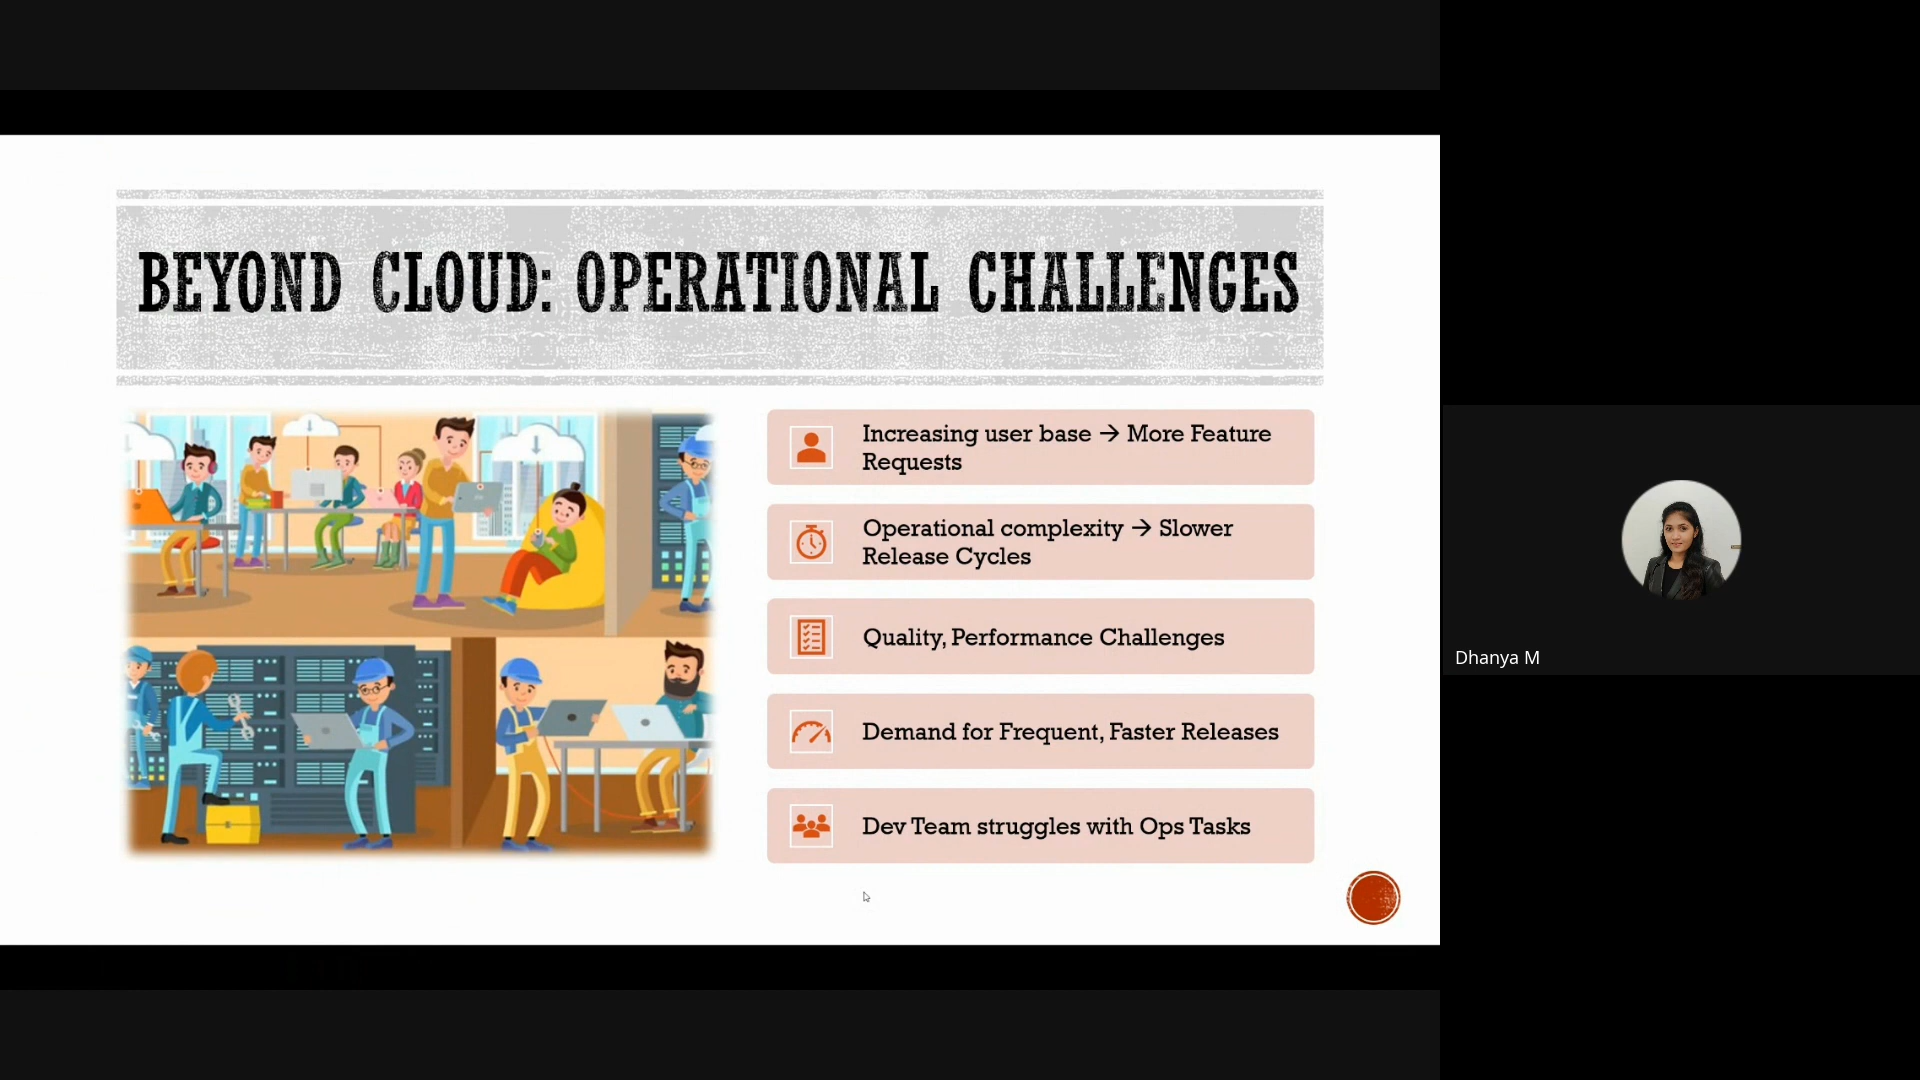 BEYOND CLOUD: OPERATIONAL CHALLENGES
Increasing user base → More Feature
Requests
Operational complexity → Slower
Release Cycles
Quality, Performance Challenges
Demand for Frequent, Faster Releases
Dev Team struggles with Ops Tasks
Dhanya M